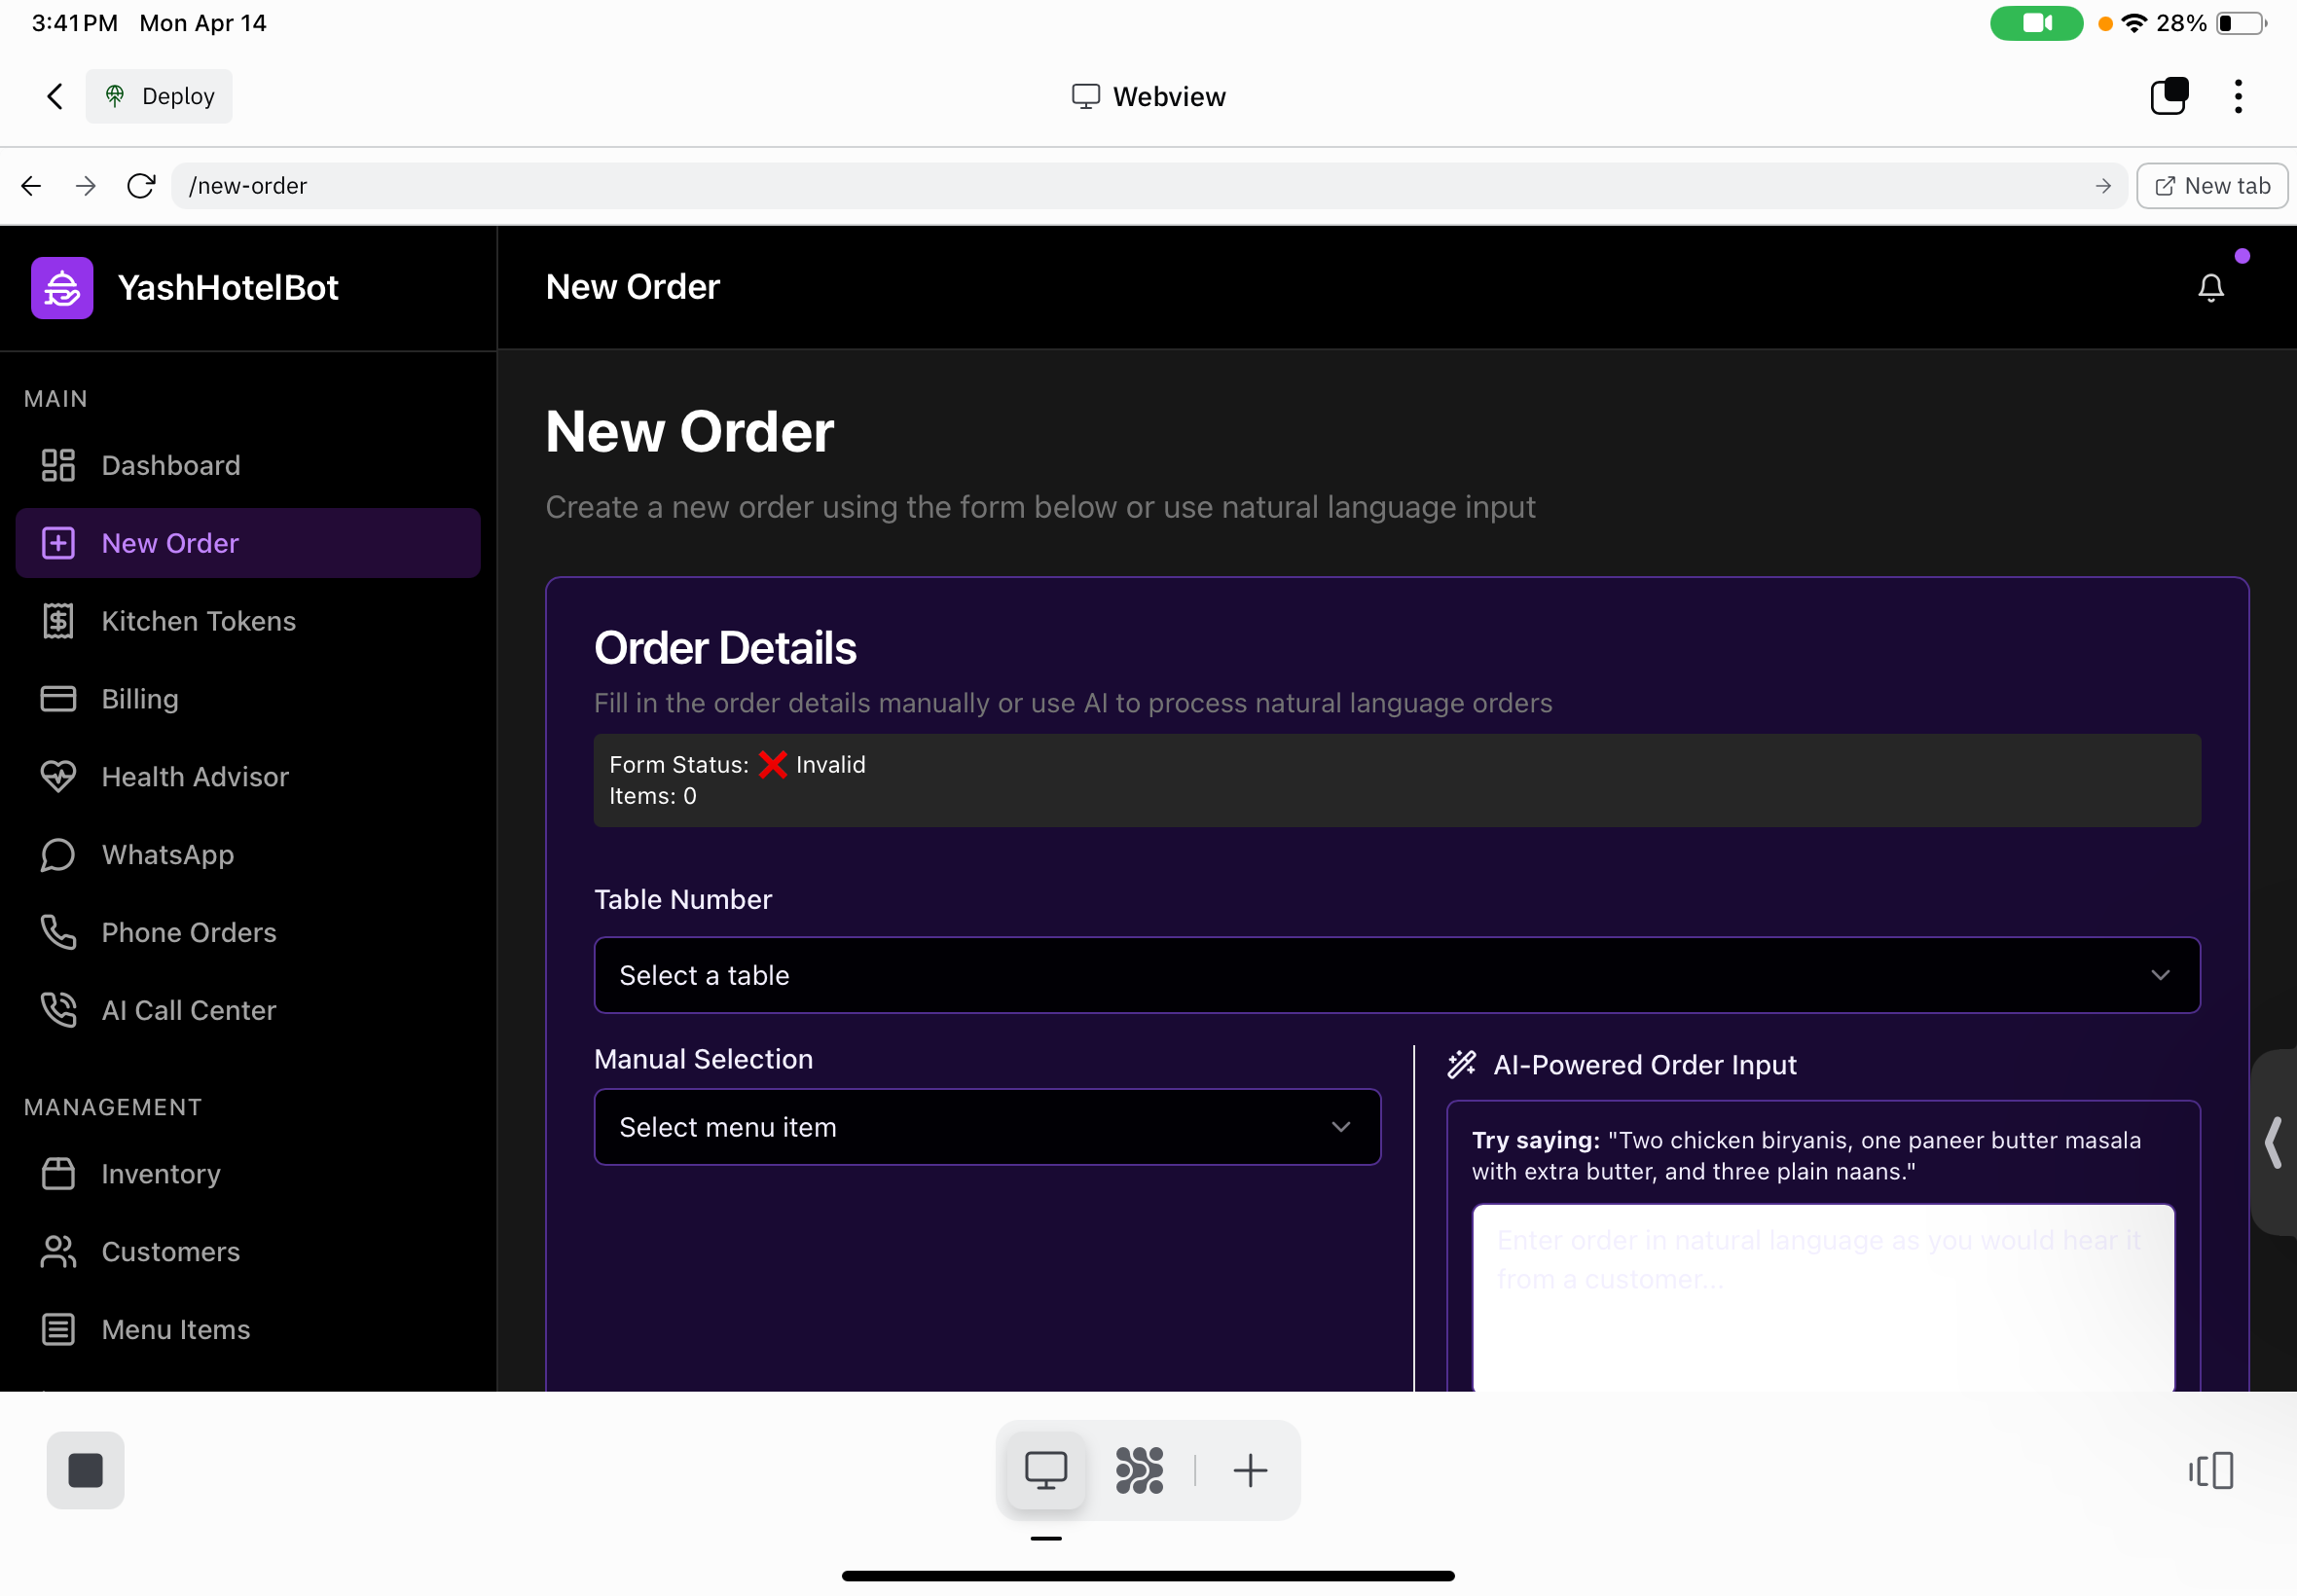 3:41 PM Mon Apr 14
28%
Deploy
Webview
/new-order
New tab
YashHotelBot
New Order
MAIN
Dashboard
New Order
Kitchen Tokens
Billing
Health Advisor
WhatsApp
Phone Orders
AI Call Center
MANAGEMENT
Inventory
Customers
Menu Items
New Order
Create a new order using the form below or use natural language input
Order Details
Fill in the order details manually or use AI to process natural language orders
Form Status: ❌ Invalid
Items: 0
Table Number
Select a table
Manual Selection
Select menu item
AI-Powered Order Input
Try saying: "Two chicken biryanis, one paneer butter masala
with extra butter, and three plain naans."
Enter order in natural language as you would hear it
from a customer...